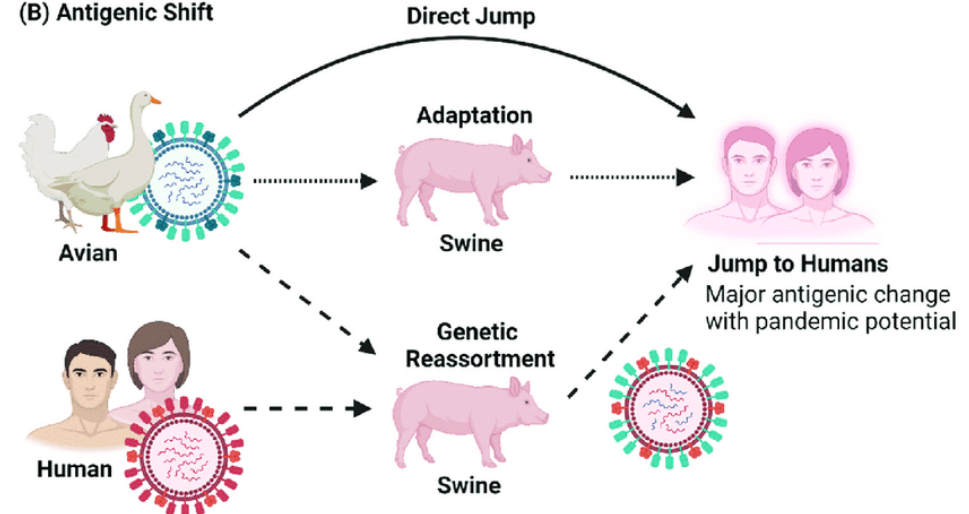 (B) Antigenic Shift
Direct Jump
Adaptation
Swine
Avian
Jump to Humans
Major antigenic change
with pandemic potential
Genetic
Reassortment
Human
Swine